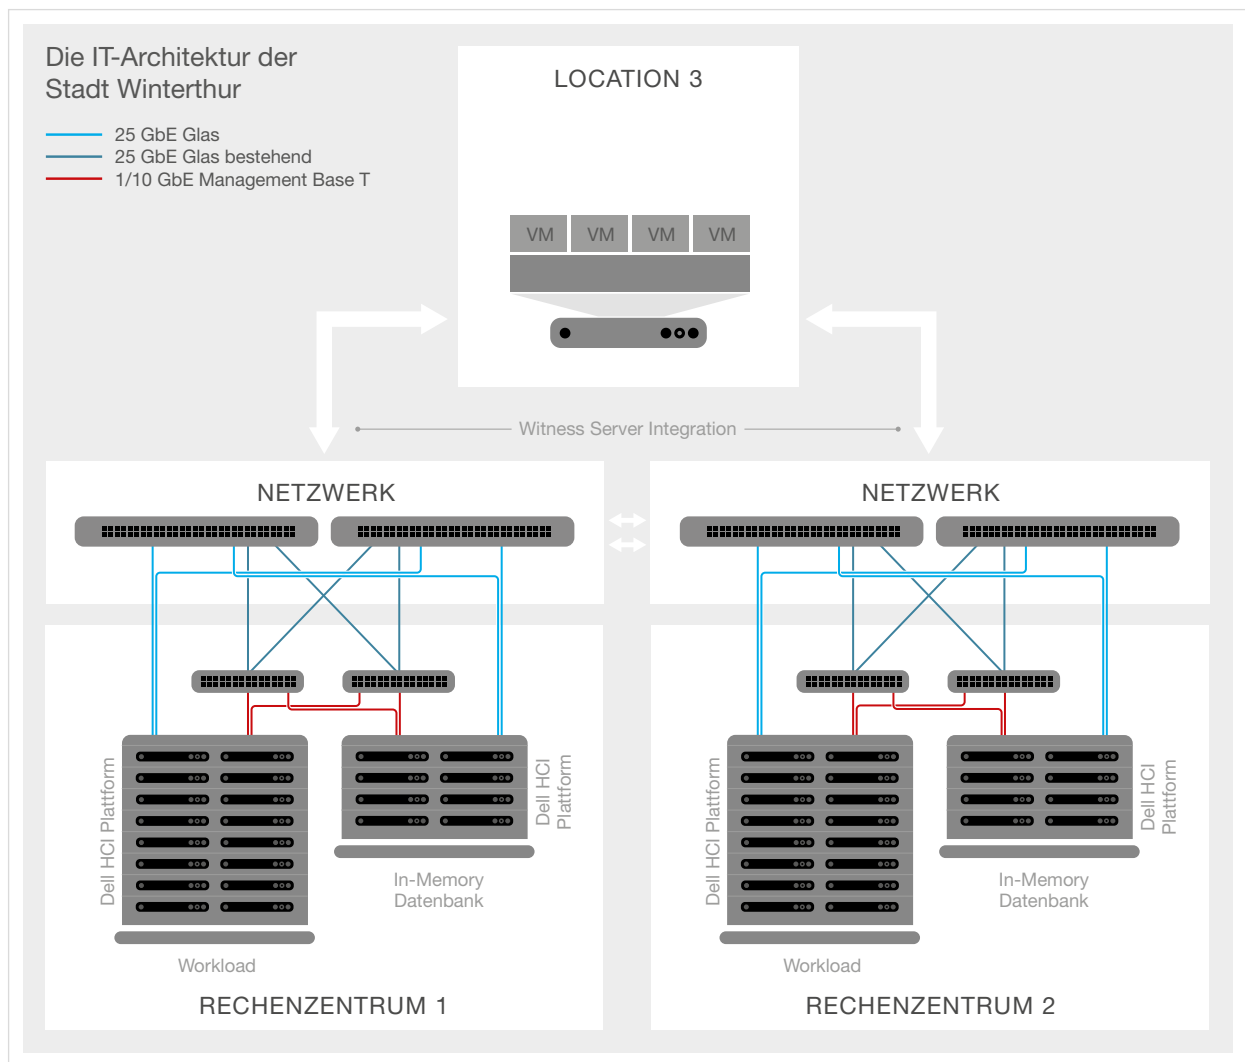 Die IT-Architektur der
Stadt Winterthur
25 GbE Glas
25 GbE Glas bestehend
1/10 GbE Management Base T
LOCATION 3
VM VM VM VM
Witness Server Integration
NETZWERK
NETZWERK
Dell HCI Plattform
Dell HCI
Plattform
In-Memory
Datenbank
Workload
RECHENZENTRUM 1
Dell HCI Plattform
Dell HCI
Plattform
In-Memory
Datenbank
Workload
RECHENZENTRUM 2